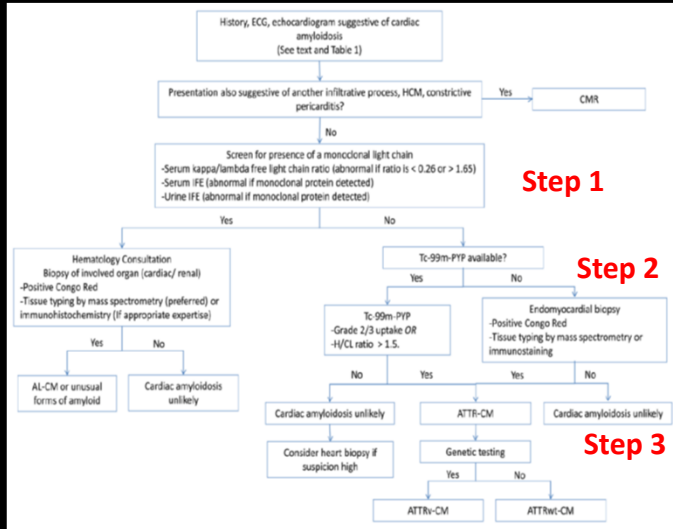 History, ECG, echocardiogram suggestive of cardiac
amyloidosis
(See text and Table 1)
Presentation also suggestive of another infiltrative process, HCM, constrictive
pericarditis?
Yes
CMR
No
Screen for presence of a monoclonal light chain
-Serum kappa/lambda free light chain ratio (abnormal if ratio is < 0.26 or > 1.65)
-Serum IFE (abnormal if monoclonal protein detected)
-Urine IFE (abnormal if monoclonal protein detected)
Step 1
Yes
No
Hematology Consultation
Biopsy of involved organ (cardiac/ renal)
-Positive Congo Red
-Tissue typing by mass spectrometry (preferred) or
immunohistochemistry (If appropriate expertise)
Tc-99m-PYP available?
Step 2
Yes
No
Tc-99m-PYP
-Grade 2/3 uptake OR
-H/CL ratio > 1.5.
Endomyocardial biopsy
-Positive Congo Red
-Tissue typing by mass spectrometry or
immunostaining
Yes
No
No
Yes
Yes
No
AL-CM or unusual
forms of amyloid
Cardiac amyloidosis
unlikely
Cardiac amyloidosis unlikely
ATTR-CM
Cardiac amyloidosis unlikely
Step 3
Consider heart biopsy if
suspicion high
Genetic testing
Yes
No
ATTRv-CM
ATTRwt-CM